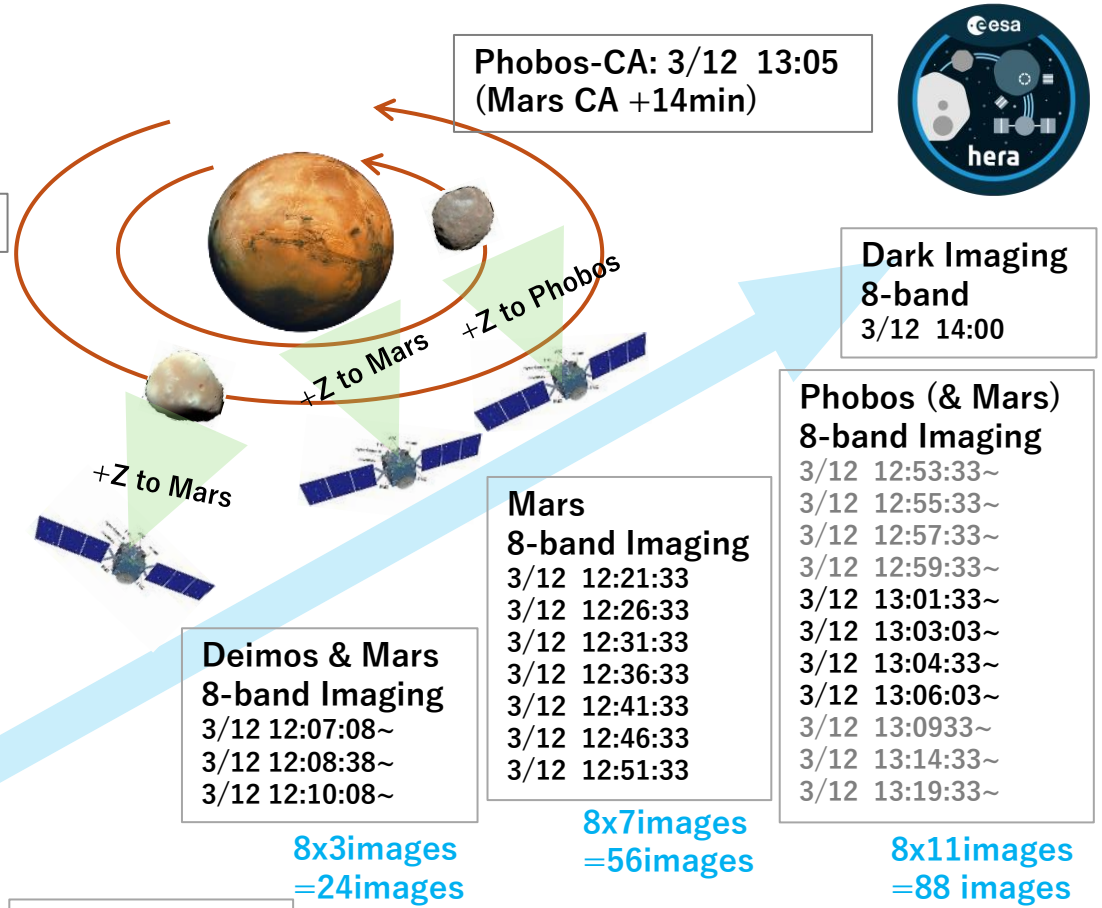 Phobos-CA: 3/12 13:05
(Mars CA +14min)
esa
hera
+Z to Phobos
+Z to Mars
+Z to Mars
Dark Imaging
8-band
3/12 14:00
Phobos (& Mars)
8-band Imaging
3/12 12:53:33~
3/12 12:55:33~
3/12 12:57:33~
3/12 12:59:33~
3/12 13:01:33~
3/12 13:03:03~
3/12 13:04:33~
3/12 13:06:03~
3/12 13:0933~
3/12 13:14:33~
3/12 13:19:33~
8x11images
=88 images
Mars
8-band Imaging
3/12 12:21:33
3/12 12:26:33
3/12 12:31:33
3/12 12:36:33
3/12 12:41:33
3/12 12:46:33
3/12 12:51:33
8x7images
=56images
Deimos & Mars
8-band Imaging
3/12 12:07:08~
3/12 12:08:38~
3/12 12:10:08~
8x3images
=24images